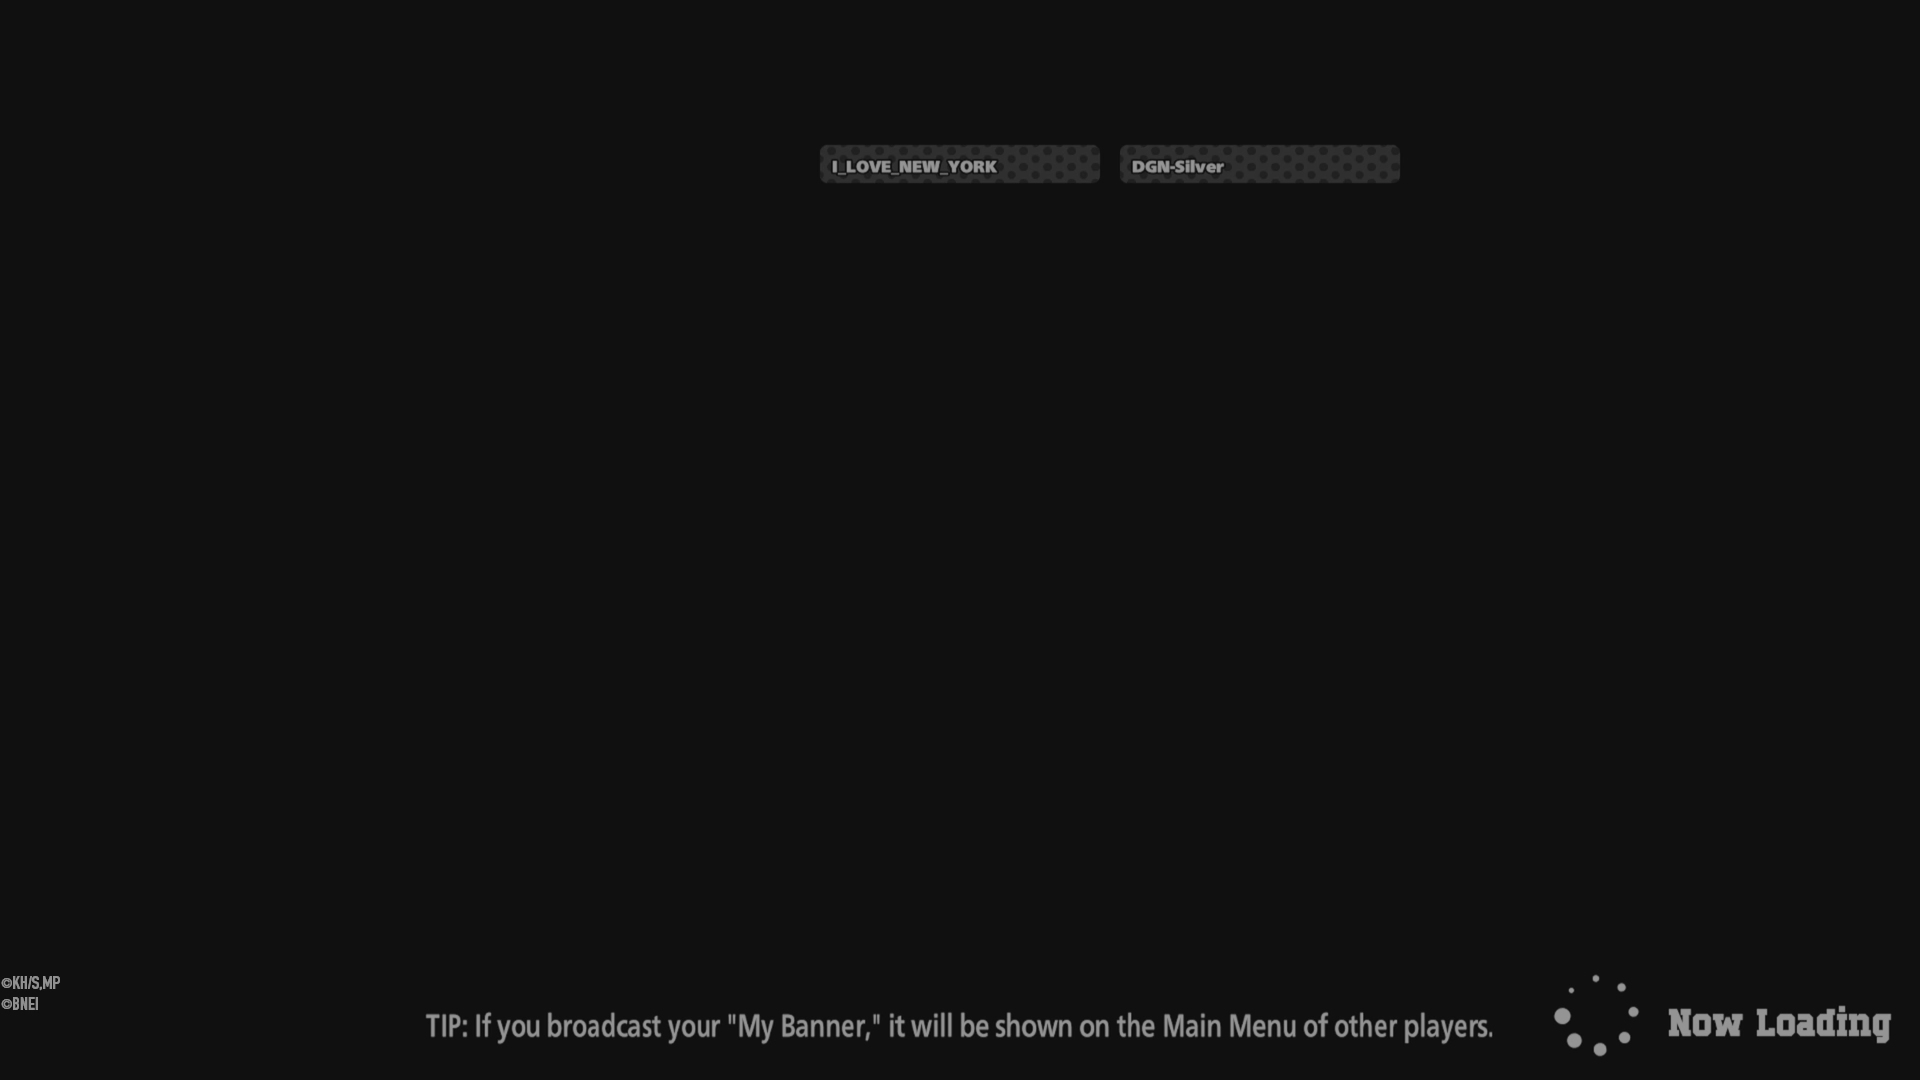 I_LOVE_NEW_YORK DGN-Silver
©KH/S,MP
©BNEI
TIP: If you broadcast your "My Banner," it will be shown on the Main Menu of other players.
Now Loading